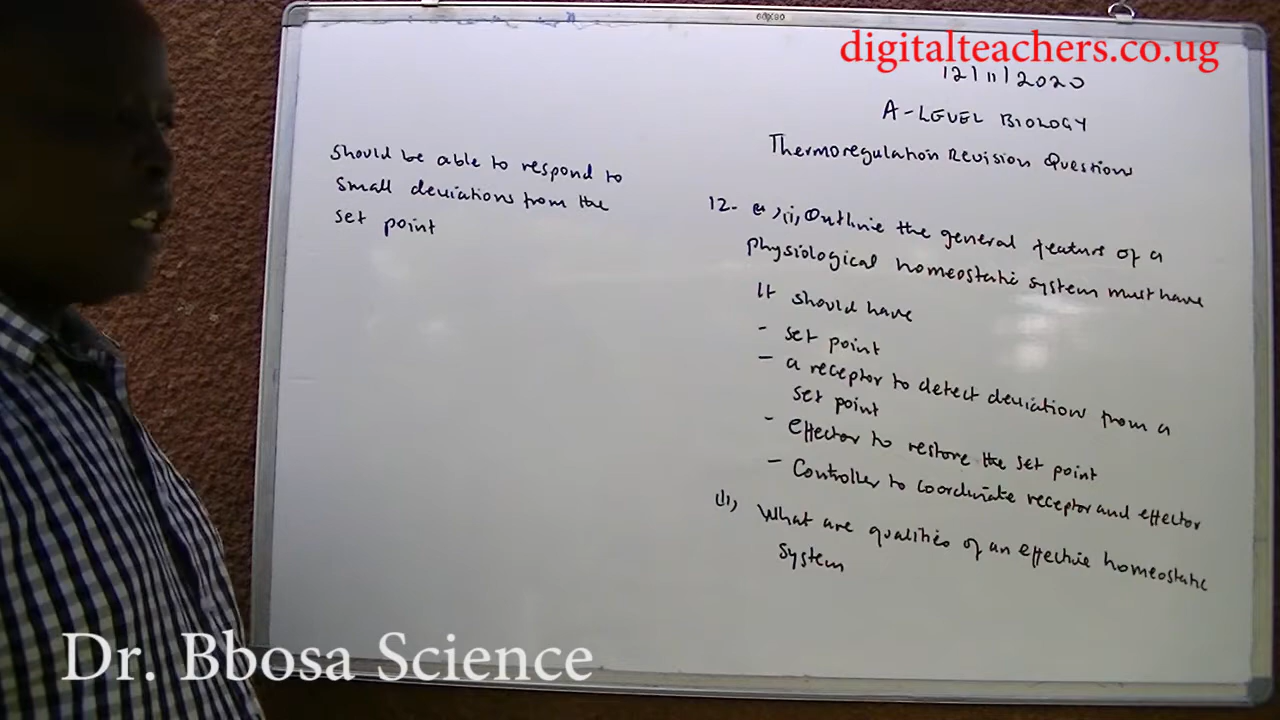 60X90
digitalteachers.co.ug
12/11/2020
A-LEVEL BIOLOGY
Thermoregulation Revision Questions
12. a, (i, Outline the general feature of a
physiological homeostatic system must have
It should have
- set point
- a receptor to detect deviations from a
set point
- effector to restore the set point
- Controller to coordinate receptor and effector
(ii, What are qualities of an effective homeostatic
system
Should be able to respond to
small deviations from the
set point
Dr. Bbosa Science